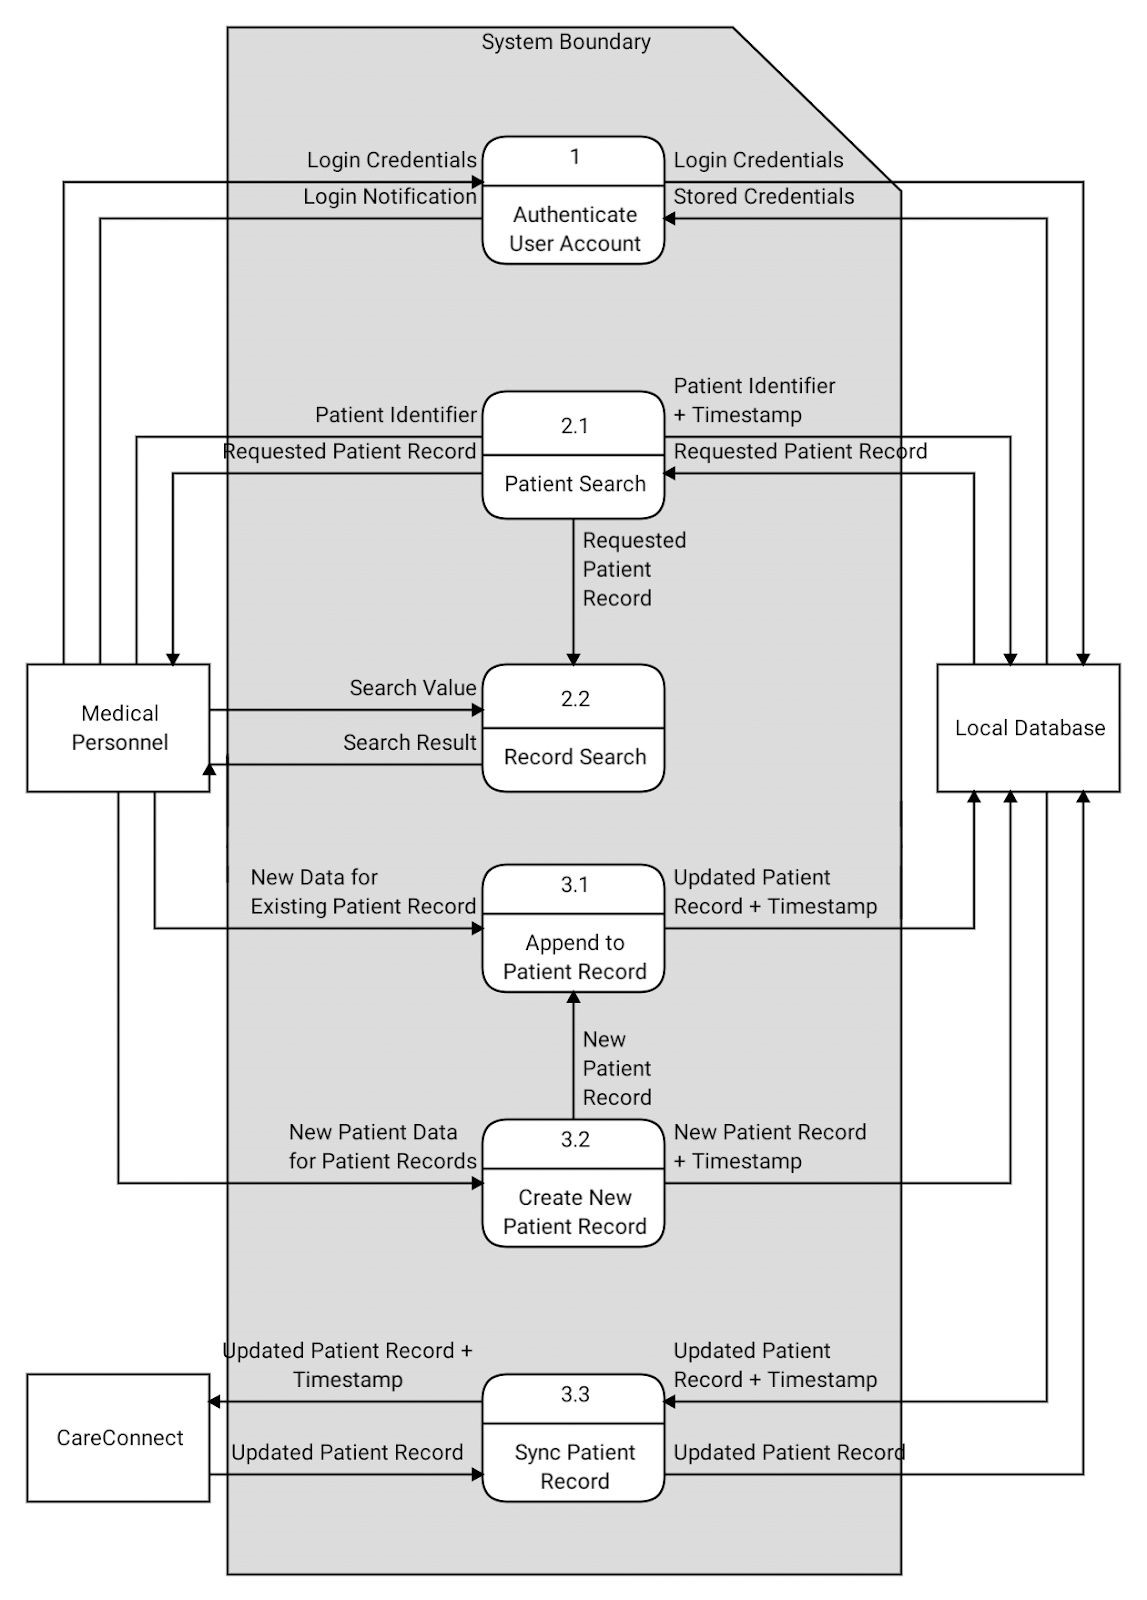 System Boundary
Login Credentials
1
Login Credentials
Login Notification
Stored Credentials
Authenticate
User Account
Patient Identifier
2.1
Patient Identifier
+ Timestamp
Requested Patient Record
Requested Patient Record
Patient Search
Requested
Patient
Record
Medical
Personnel
Search Value
2.2
Search Result
Record Search
Local Database
New Data for
Existing Patient Record
3.1
Updated Patient
Record + Timestamp
Append to
Patient Record
New
Patient
Record
New Patient Data
for Patient Records
3.2
New Patient Record
+ Timestamp
Create New
Patient Record
Updated Patient Record +
Timestamp
3.3
Updated Patient
Record + Timestamp
CareConnect
Updated Patient Record
Sync Patient
Record
Updated Patient Record